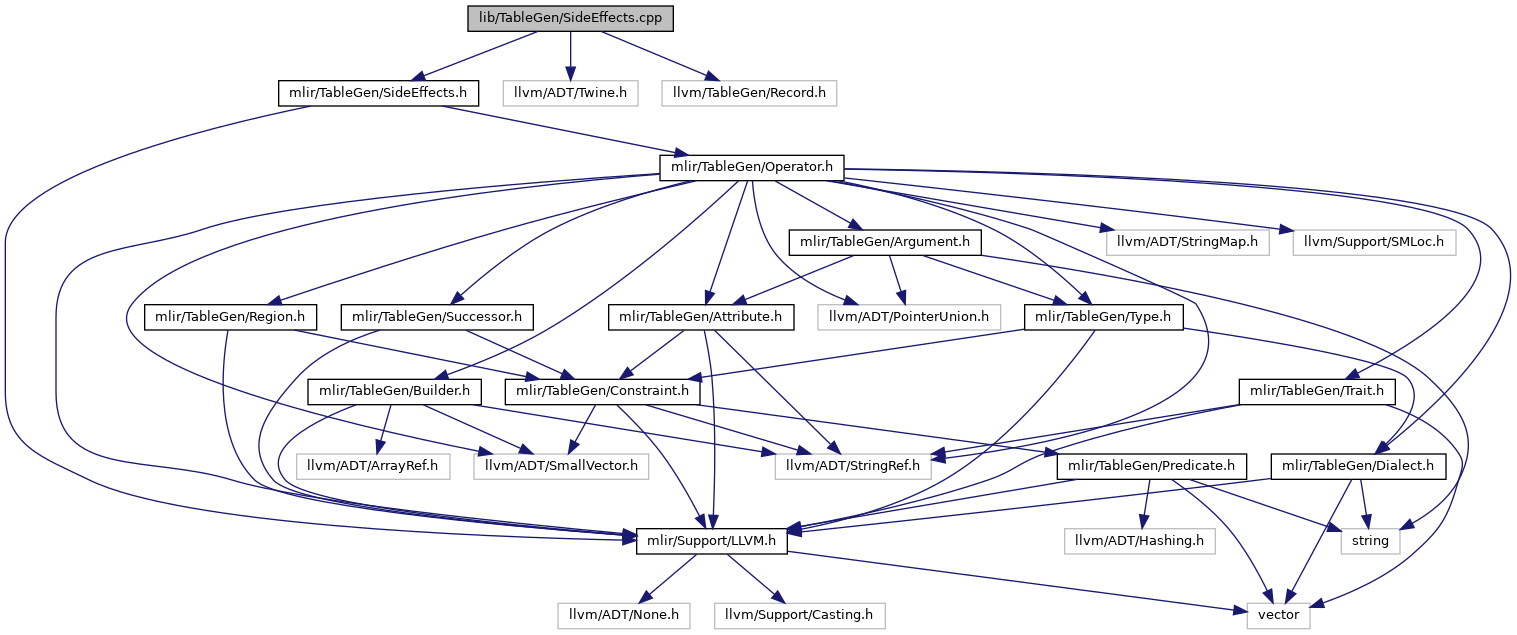 lib/TableGen/SideEffects.cpp
mlir/TableGen/SideEffects.h
llvm/ADT/Twine.h
llvm/TableGen/Record.h
mlir/TableGen/Operator.h
mlir/TableGen/Argument.h
llvm/ADT/StringMap.h
llvm/Support/SMLoc.h
mlir/TableGen/Region.h
mlir/TableGen/Successor.h
mlir/TableGen/Attribute.h
llvm/ADT/PointerUnion.h
mlir/TableGen/Type.h
mlir/TableGen/Builder.h
mlir/TableGen/Constraint.h
mlir/TableGen/Trait.h
llvm/ADT/ArrayRef.h
llvm/ADT/SmallVector.h
llvm/ADT/StringRef.h
mlir/TableGen/Predicate.h
mlir/TableGen/Dialect.h
mlir/Support/LLVM.h
llvm/ADT/Hashing.h
string
llvm/ADT/None.h
llvm/Support/Casting.h
vector